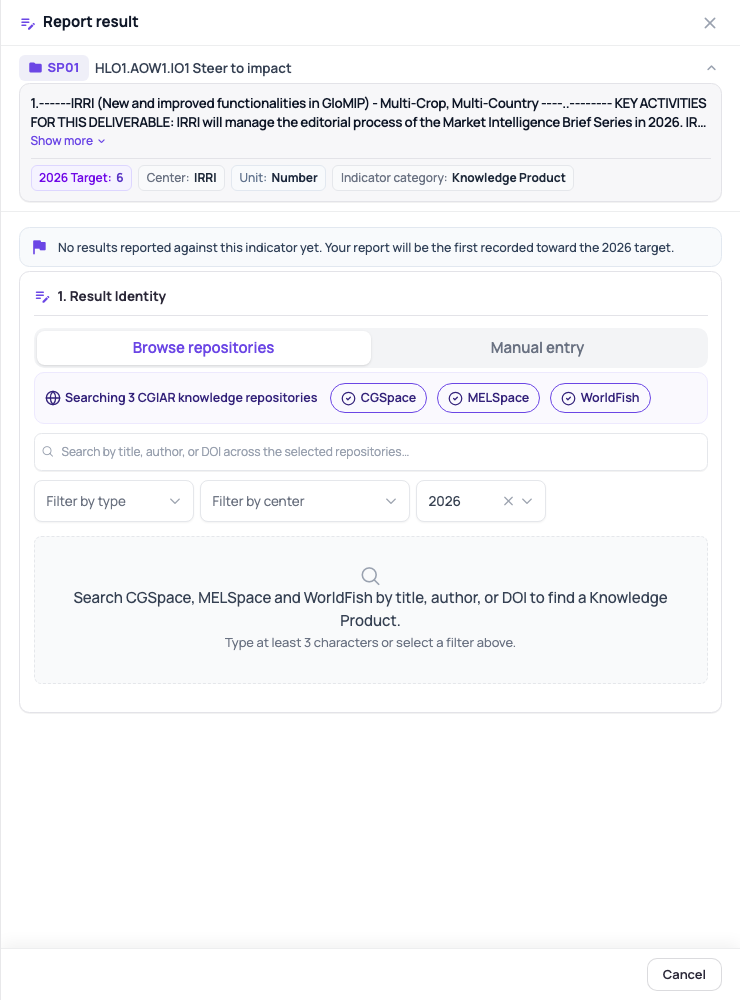 Report result
SP01 HLO1.AOW1.IO1 Steer to impact
1.------IRRI (New and improved functionalities in GloMIP) - Multi-Crop, Multi-Country ----..-------- KEY ACTIVITIES
FOR THIS DELIVERABLE: IRRI will manage the editorial process of the Market Intelligence Brief Series in 2026. IR...
Show more
2026 Target: 6 Center: IRRI Unit: Number Indicator category: Knowledge Product
No results reported against this indicator yet. Your report will be the first recorded toward the 2026 target.
1. Result Identity
Browse repositories Manual entry
Searching 3 CGIAR knowledge repositories CGSpace MELSpace WorldFish
Search by title, author, or DOI across the selected repositories...
Filter by type Filter by center 2026
Search CGSpace, MELSpace and WorldFish by title, author, or DOI to find a Knowledge
Product.
Type at least 3 characters or select a filter above.
Cancel